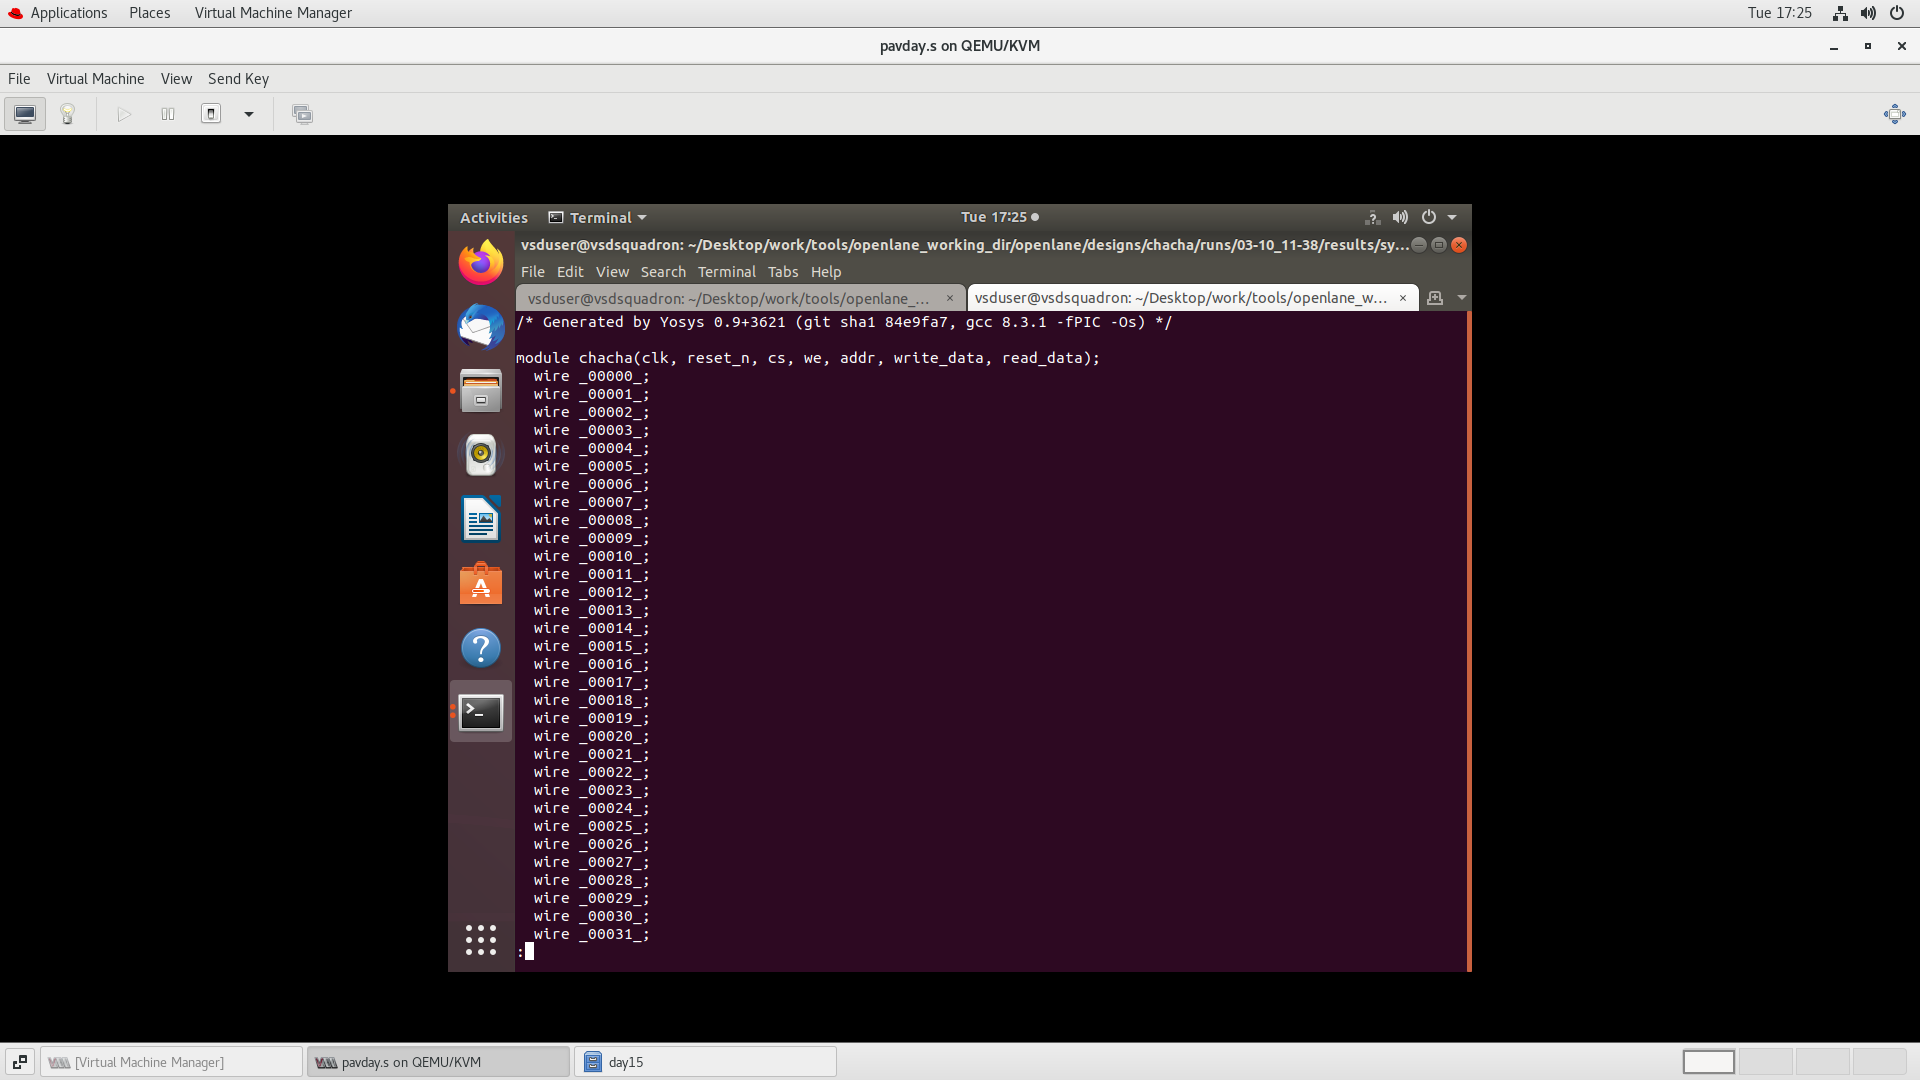 Applications Places Virtual Machine Manager Tue 17:25
pavday.s on QEMU/KVM
File Virtual Machine View Send Key
Activities Terminal Tue 17:25
vsduser@vsdsquadron: ~/Desktop/work/tools/openlane_working_dir/openlane/designs/chacha/runs/03-10_11-38/results/sy...
File Edit View Search Terminal Tabs Help
vsduser@vsdsquadron: ~/Desktop/work/tools/openlane_... × vsduser@vsdsquadron: ~/Desktop/work/tools/openlane_w... ×
/* Generated by Yosys 0.9+3621 (git sha1 84e9fa7, gcc 8.3.1 -fPIC -Os) */
module chacha(clk, reset_n, cs, we, addr, write_data, read_data);
wire _00000_;
wire _00001_;
wire _00002_;
wire _00003_;
wire _00004_;
wire _00005_;
wire _00006_;
wire _00007_;
wire _00008_;
wire _00009_;
wire _00010_;
wire _00011_;
wire _00012_;
wire _00013_;
wire _00014_;
wire _00015_;
wire _00016_;
wire _00017_;
wire _00018_;
wire _00019_;
wire _00020_;
wire _00021_;
wire _00022_;
wire _00023_;
wire _00024_;
wire _00025_;
wire _00026_;
wire _00027_;
wire _00028_;
wire _00029_;
wire _00030_;
wire _00031_;
:
[Virtual Machine Manager] pavday.s on QEMU/KVM day15